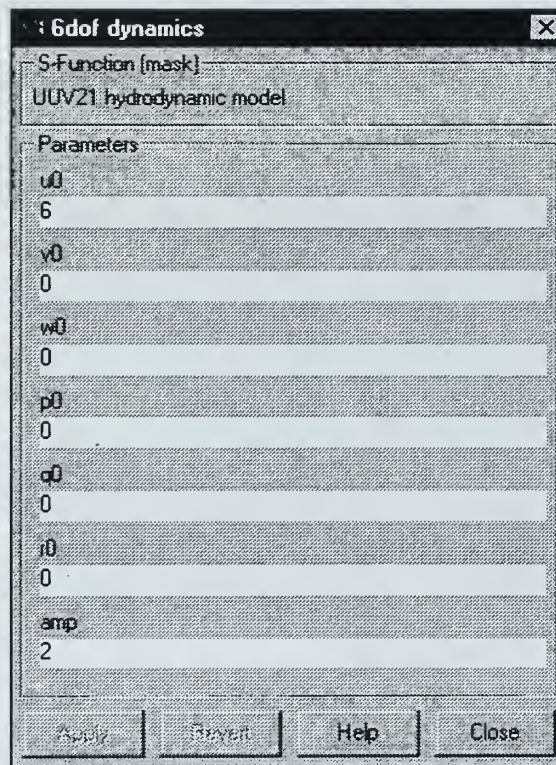 6dof dynamics
S-Function (mask)
UUV21 hydrodynamic model
Parameters
u0
6
v0
0
w0
0
p0
0
q0
0
r0
0
amp
2
Apply Revert Help Close